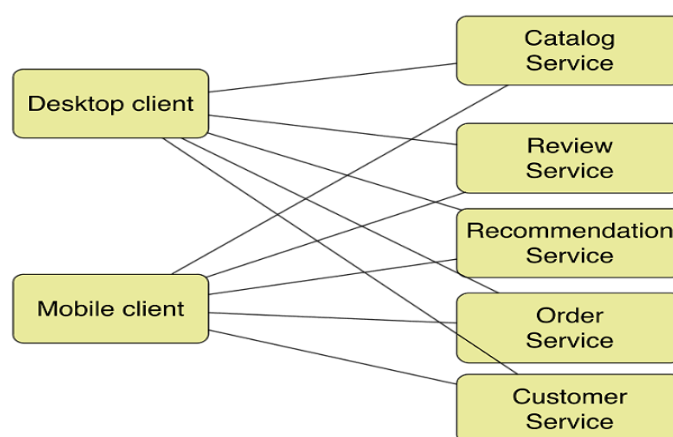 Desktop client
Mobile client
Catalog
Service
Review
Service
Recommendation
Service
Order
Service
Customer
Service